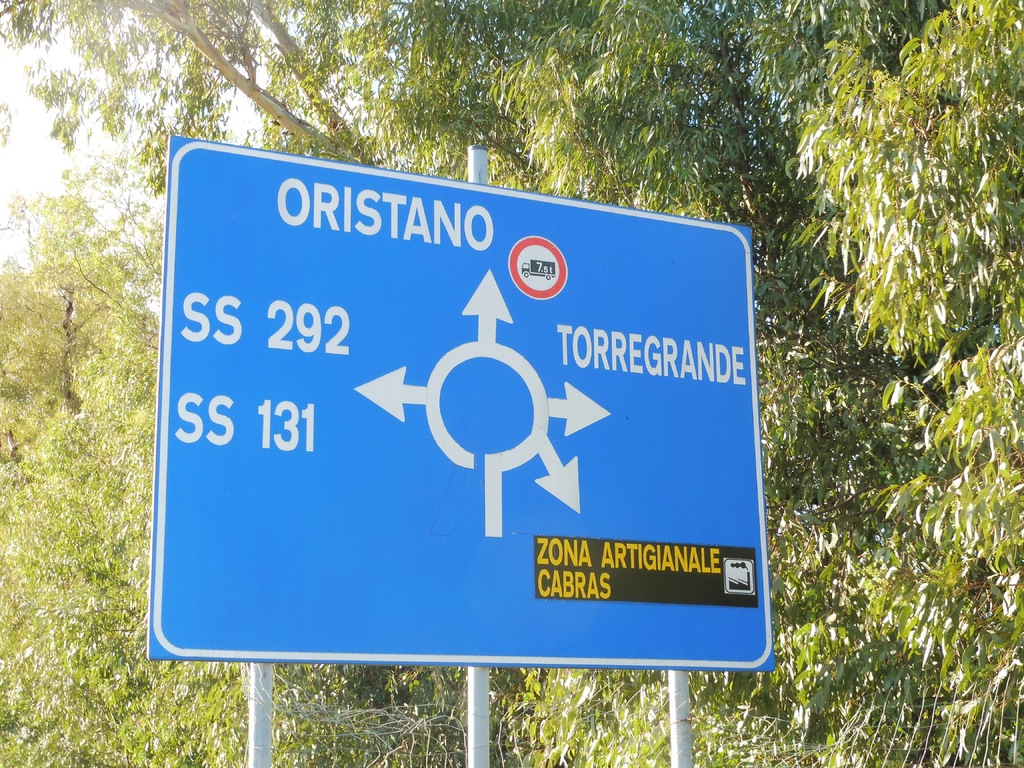 ORISTANO
7.5t
SS 292
TORREGRANDE
SS 131
ZONA ARTIGIANALE
CABRAS